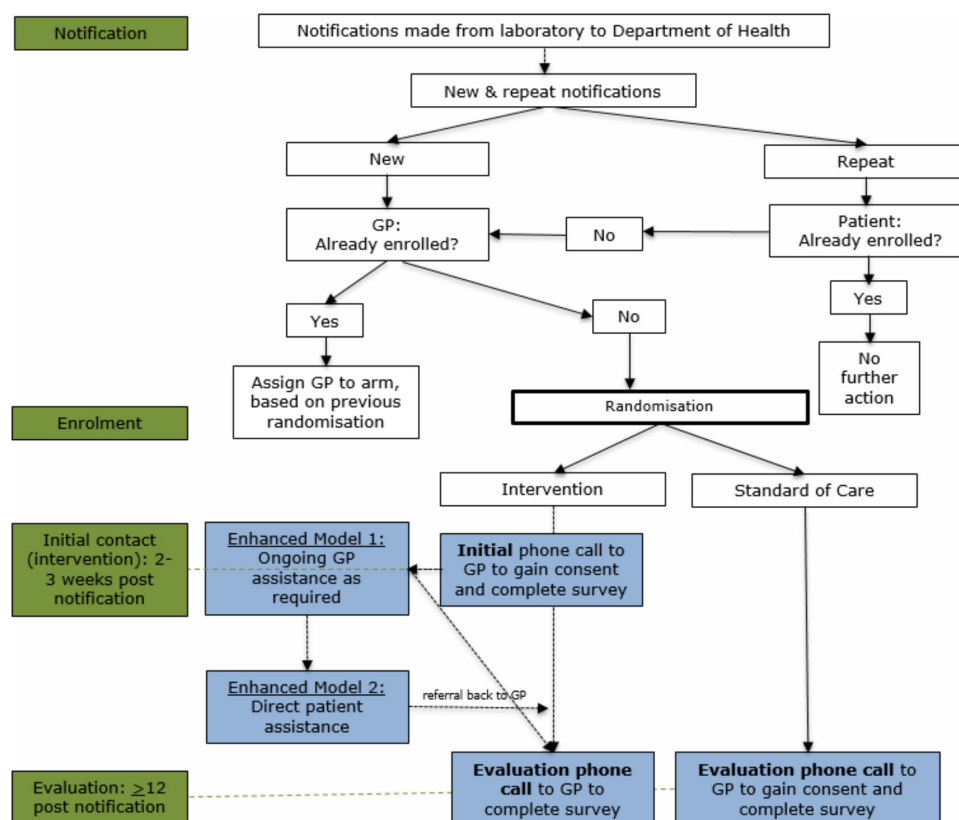 Notification
Notifications made from laboratory to Department of Health
New & repeat notifications
New
Repeat
GP:
Already enrolled?
No
Patient:
Already enrolled?
Yes
No
Yes
Assign GP to arm,
based on previous
randomisation
No
further
action
Enrolment
Randomisation
Intervention
Standard of Care
Initial contact
(intervention): 2-
3 weeks post
notification
Enhanced Model 1:
Ongoing GP
assistance as
required
Initial phone call to
GP to gain consent
and complete survey
Enhanced Model 2:
Direct patient
assistance
referral back to GP
Evaluation: ≥12
post notification
Evaluation phone
call to GP to
complete survey
Evaluation phone call to
GP to gain consent and
complete survey